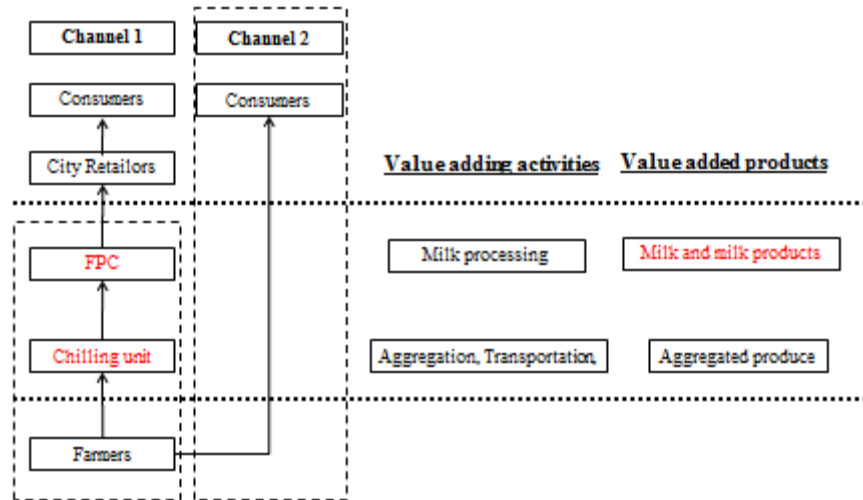 Channel 1
Channel 2
Consumers
Consumers
City Retailors
Value adding activities
Value added products
FPC
Milk processing
Milk and milk products
Chilling unit
Aggregation, Transportation,
Aggregated produce
Farmers